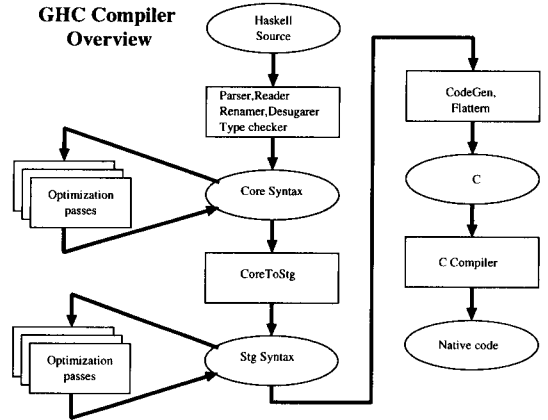 GHC Compiler
Overview
Haskell
Source
Parser,Reader
Renamer,Desugarer
Type checker
Optimization
passes
Core Syntax
CoreToStg
Optimization
passes
Stg Syntax
CodeGen,
Flattern
C
C Compiler
Native code